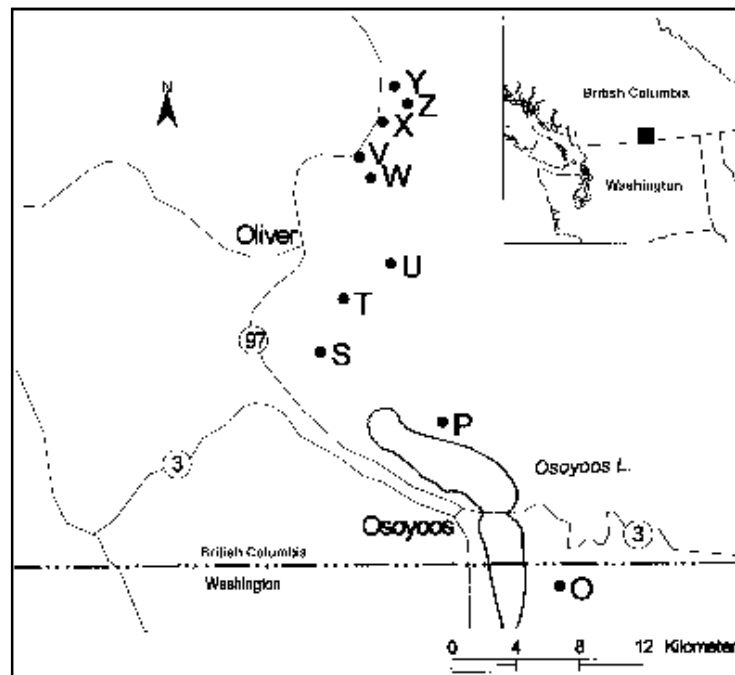 N
Y
Z
X
V
W
British Columbia
Washington
Oliver
U
T
97
S
P
3
Osoyoos L.
Osoyoos
3
British Columbia
Washington
O
0 4 8 12 Kilometer